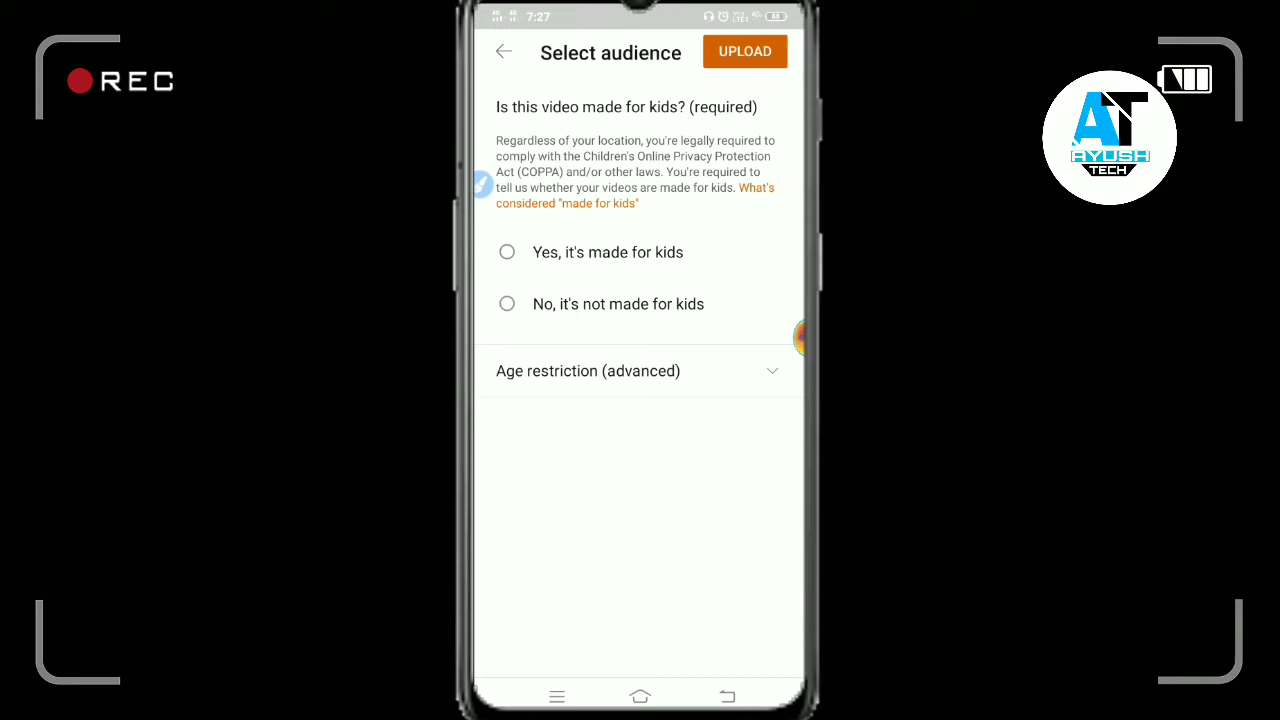 7:27
88
Select audience
UPLOAD
REC
Is this video made for kids? (required)
Regardless of your location, you're legally required to
comply with the Children's Online Privacy Protection
Act (COPPA) and/or other laws. You're required to
tell us whether your videos are made for kids. What's
considered "made for kids"
Yes, it's made for kids
No, it's not made for kids
Age restriction (advanced)
AT
AYUSH
TECH